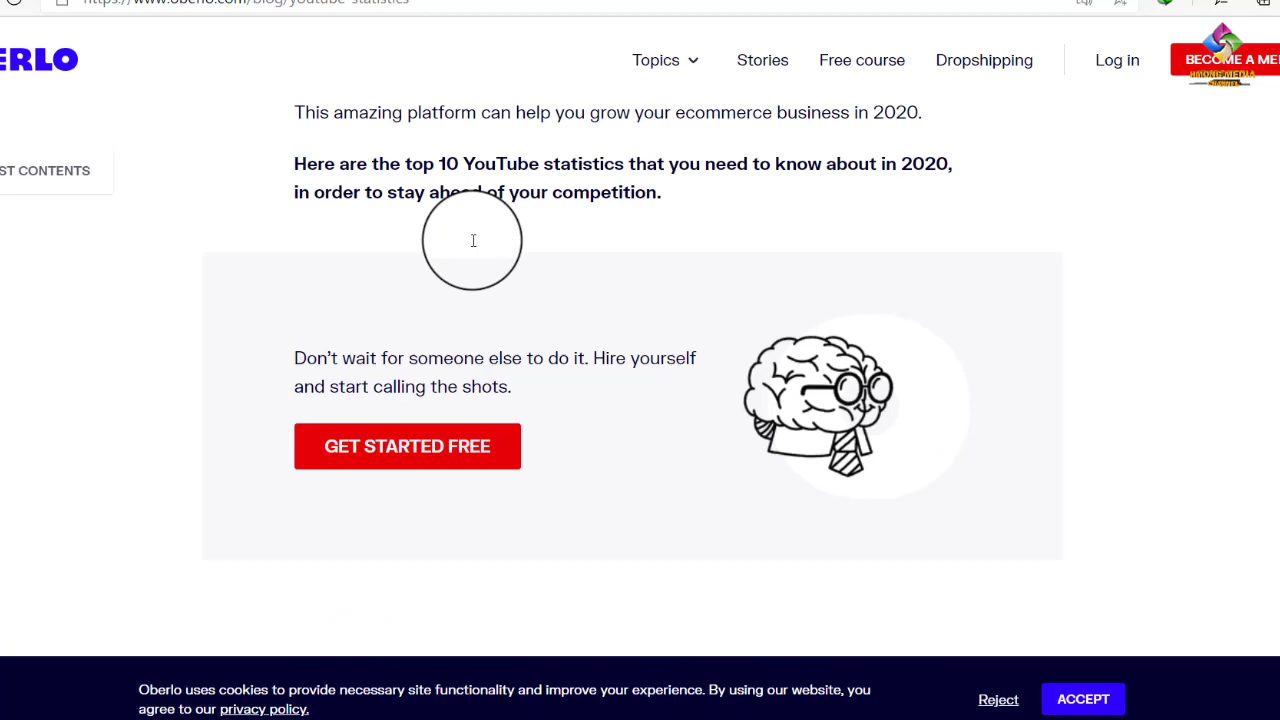 https://www.oberlo.com/blog/youtube-statistics
ERLO
Topics
Stories
Free course
Dropshipping
Log in
BECOME A ME
HMONG MEDIA
CHANNEL
This amazing platform can help you grow your ecommerce business in 2020.
ST CONTENTS
Here are the top 10 YouTube statistics that you need to know about in 2020,
in order to stay ahead of your competition.
Don't wait for someone else to do it. Hire yourself
and start calling the shots.
GET STARTED FREE
Oberlo uses cookies to provide necessary site functionality and improve your experience. By using our website, you
agree to our privacy policy.
Reject
ACCEPT